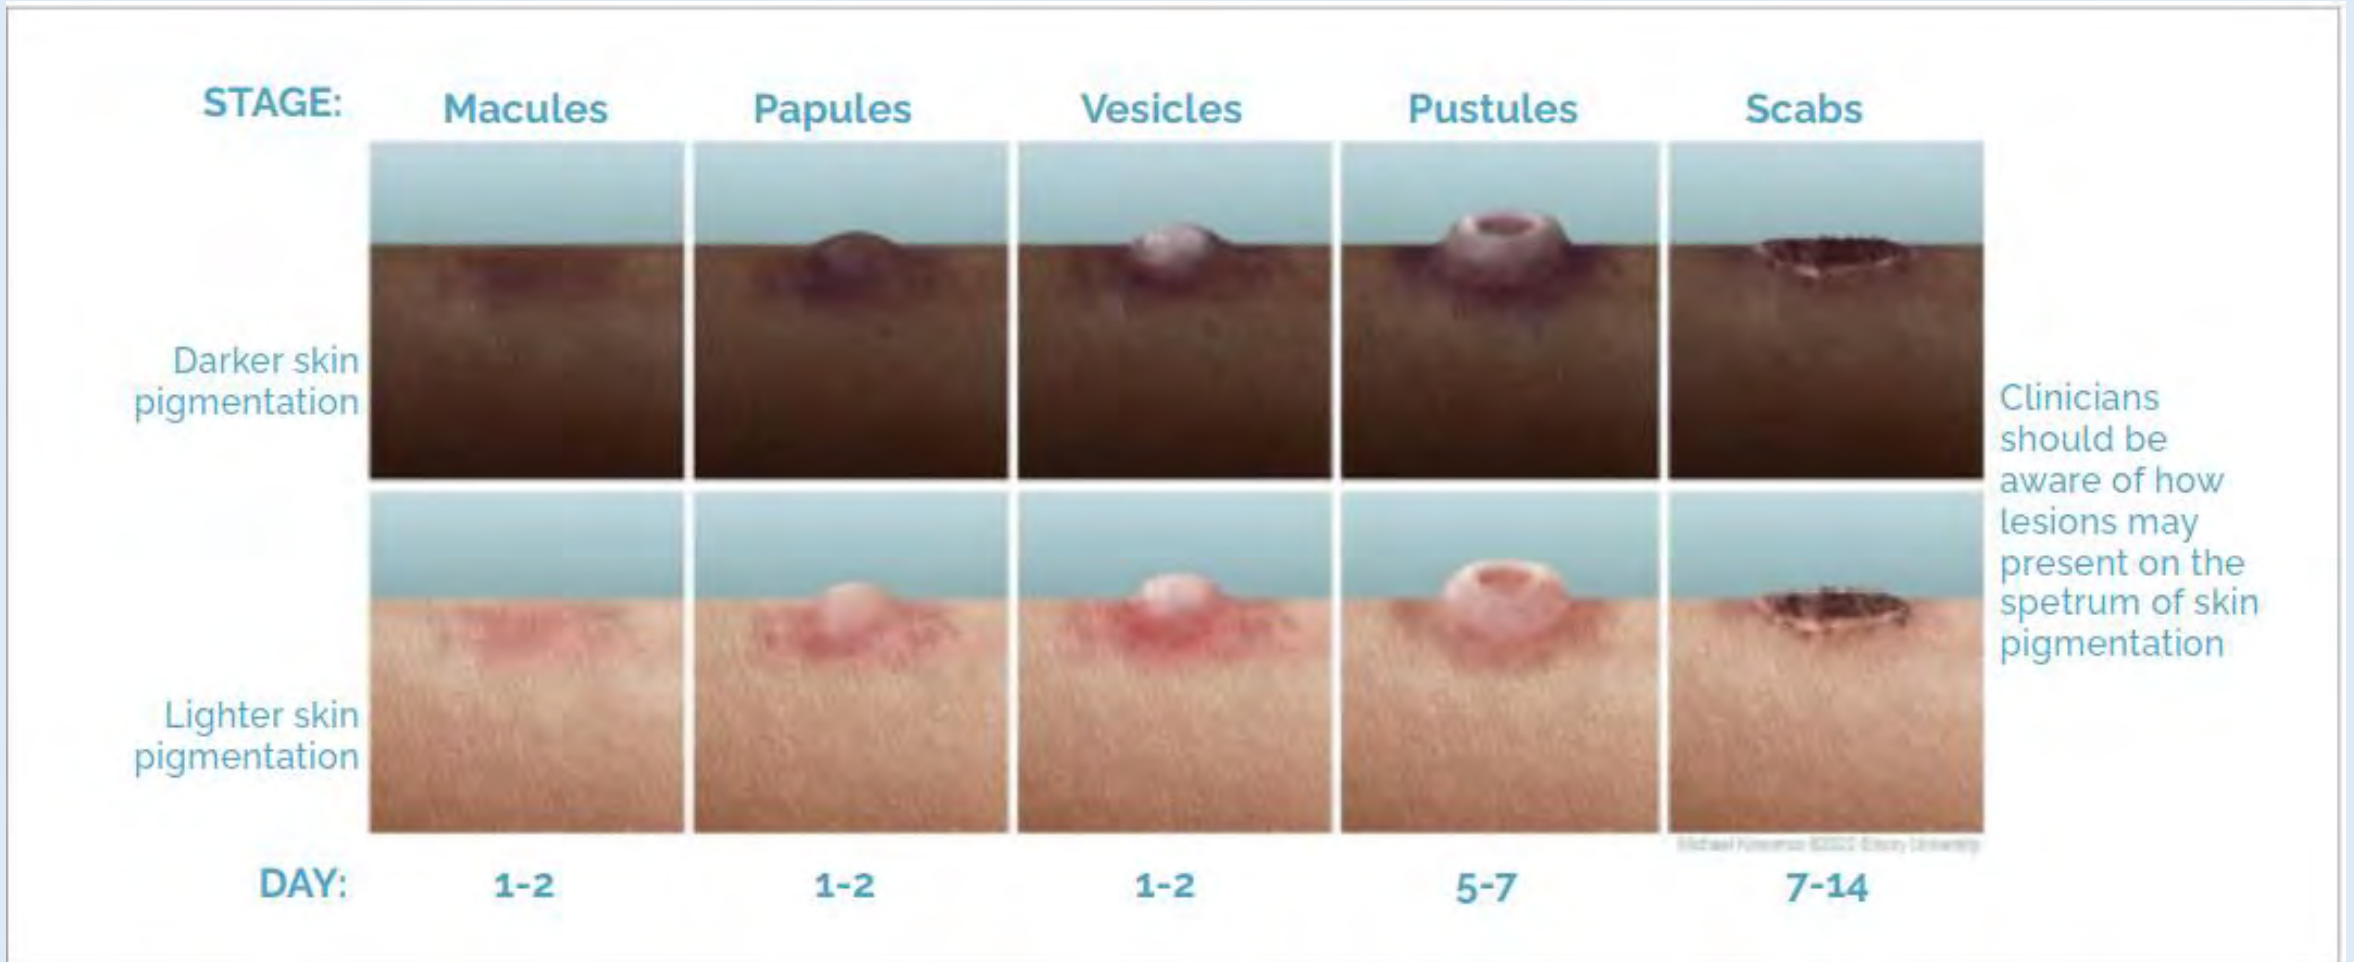 STAGE:
Macules
Papules
Vesicles
Pustules
Scabs
Darker skin
pigmentation
Clinicians
should be
aware of how
lesions may
present on the
spetrum of skin
pigmentation
Lighter skin
pigmentation
Emory University
DAY:
1-2
1-2
1-2
5-7
7-14